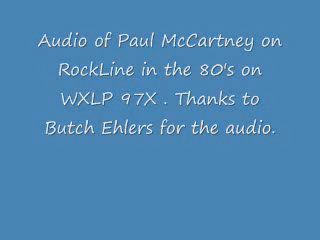 Audio of Paul McCartney on
RockLine in the 80's on
WXLP 97X . Thanks to
Butch Ehlers for the audio.